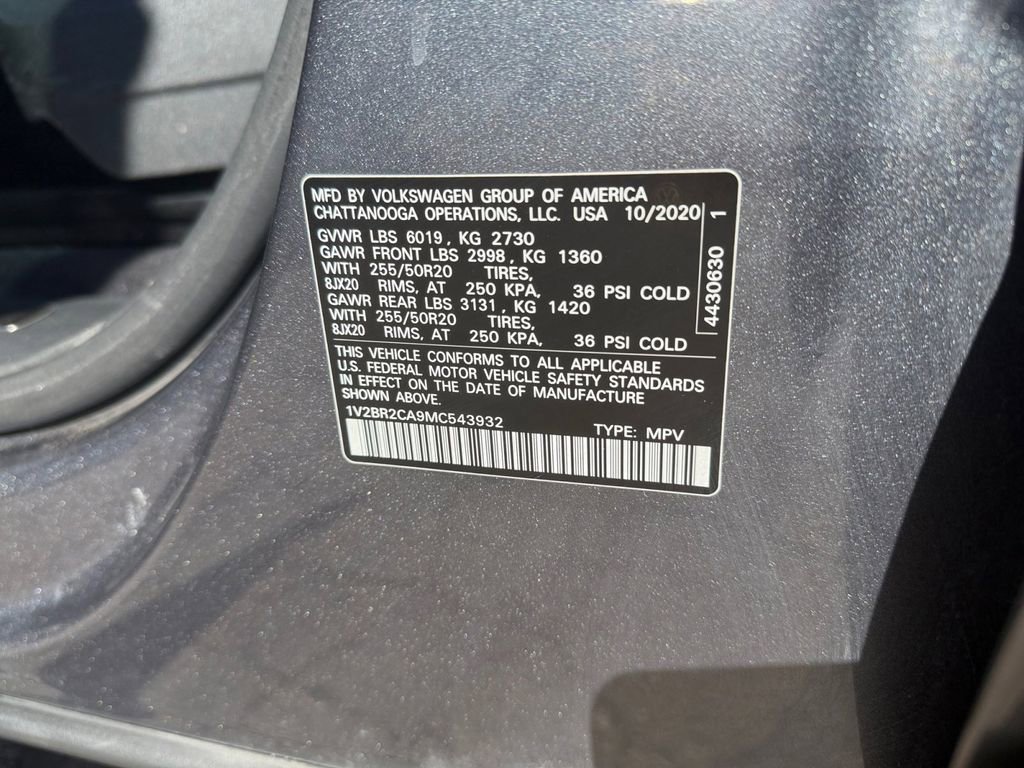 MFD BY VOLKSWAGEN GROUP OF AMERICA
CHATTANOOGA OPERATIONS, LLC. USA 10/2020
GVWR LBS 6019, KG 2730
GAWR FRONT LBS 2998, KG 1360
WITH 255/50R20 TIRES,
8JX20 RIMS, AT 250 KPA, 36 PSI COLD
GAWR REAR LBS 3131, KG 1420
WITH 255/50R20 TIRES,
8JX20 RIMS, AT 250 KPA, 36 PSI COLD
4430630 1
THIS VEHICLE CONFORMS TO ALL APPLICABLE
U.S. FEDERAL MOTOR VEHICLE SAFETY STANDARDS
IN EFFECT ON THE DATE OF MANUFACTURE
SHOWN ABOVE.
1V2BR2CA9MC543932 TYPE: MPV